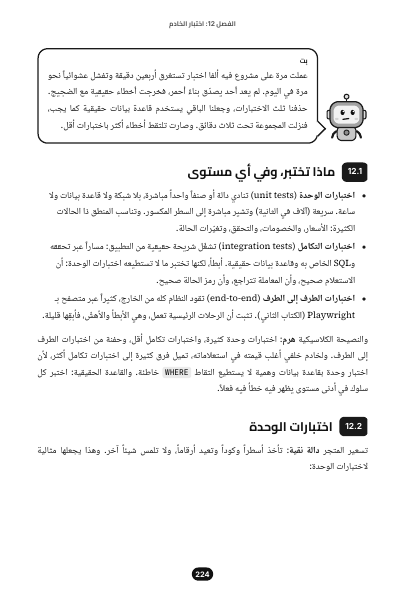 الفصل 12: اختبار الخادم
بِت
عملت مرة على مشروع فيه ألفا اختبار تستغرق أربعين دقيقة وتفشل عشوائياً نحو
مرة في اليوم. لم يعد أحد يصدّق بناءً أحمر، فخرجت أخطاء حقيقية مع الضجيج.
حذفنا ثلث الاختبارات، وجعلنا الباقي يستخدم قاعدة بيانات حقيقية كما يجب،
فنزلت المجموعة تحت ثلاث دقائق. وصارت تلتقط أخطاء أكثر باختبارات أقل.
12.1 ماذا تختبر، وفي أي مستوى
• اختبارات الوحدة (unit tests) تنادي دالة أو صنفاً واحداً مباشرة، بلا شبكة ولا قاعدة بيانات ولا
ساعة. سريعة (آلاف في الثانية) وتشير مباشرة إلى السطر المكسور. وتناسب المنطق ذا الحالات
الكثيرة: الأسعار، والخصومات، والتحقق، وتغيّرات الحالة.
• اختبارات التكامل (integration tests) تشغّل شريحة حقيقية من التطبيق: مساراً عبر تحققه
وSQL الخاص به وقاعدة بيانات حقيقية. أبطأ، لكنها تختبر ما لا تستطيعه اختبارات الوحدة: أن
الاستعلام صحيح، وأن المعاملة تتراجع، وأن رمز الحالة صحيح.
• اختبارات الطرف إلى الطرف (end-to-end) تقود النظام كله من الخارج، كثيراً عبر متصفح بـ
Playwright (الكتاب الثاني). تثبت أن الرحلات الرئيسية تعمل، وهي الأبطأ والأهش، فأبقِها قليلة.
والنصيحة الكلاسيكية هرم: اختبارات وحدة كثيرة، واختبارات تكامل أقل، وحفنة من اختبارات الطرف
إلى الطرف. ولخادم خلفي أغلب قيمته في استعلاماته، تميل فرق كثيرة إلى اختبارات تكامل أكثر، لأن
اختبار وحدة بقاعدة بيانات وهمية لا يستطيع التقاط WHERE خاطئة. والقاعدة الحقيقية: اختبر كل
سلوك في أدنى مستوى يظهر فيه خطأ فيه فعلاً.
12.2 اختبارات الوحدة
تسعير المتجر دالة نقية: تأخذ أسطراً وكوداً وتعيد أرقاماً، ولا تلمس شيئاً آخر. وهذا يجعلها مثالية
لاختبارات الوحدة:
224